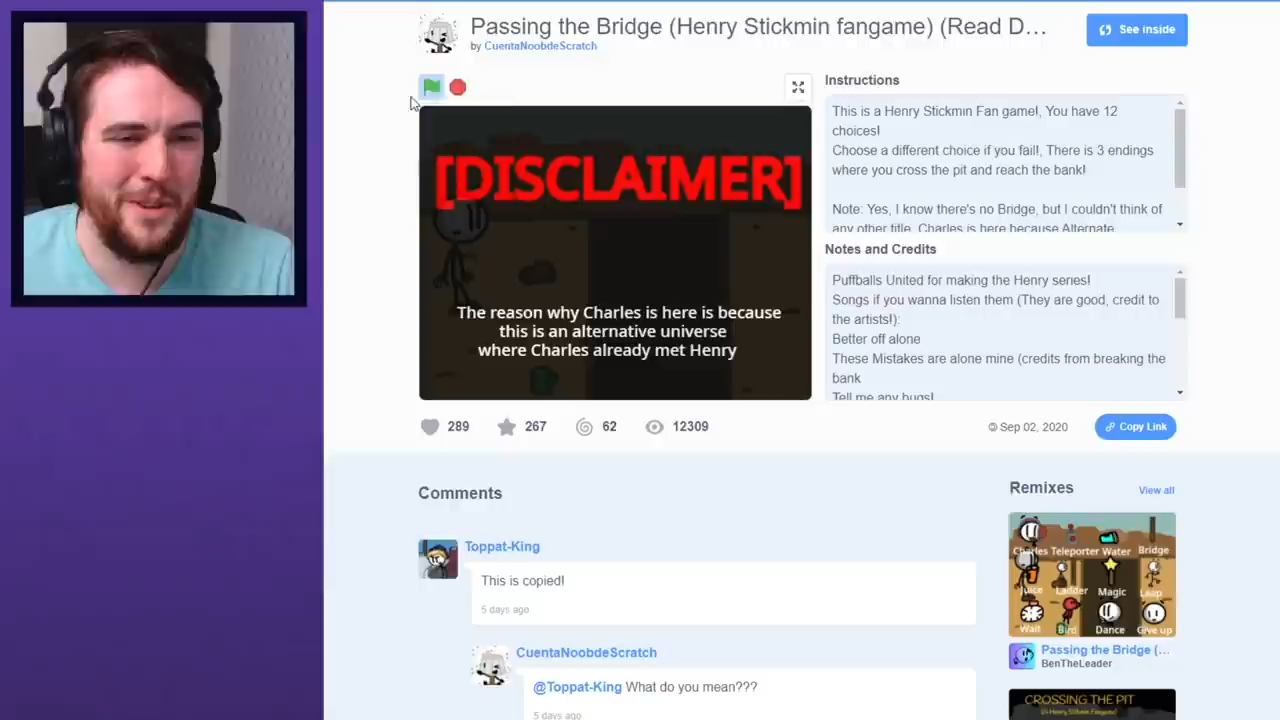 Passing the Bridge (Henry Stickmin fangame) (Read D...
by CuentaNoobdeScratch
See inside
Instructions
This is a Henry Stickmin Fan game!, You have 12
choices!
Choose a different choice if you fail!, There is 3 endings
where you cross the pit and reach the bank!
Note: Yes, I know there's no Bridge, but I couldn't think of
any other title, Charles is here because Alternate
[DISCLAIMER]
The reason why Charles is here is because
this is an alternative universe
where Charles already met Henry
Notes and Credits
Puffballs United for making the Henry series!
Songs if you wanna listen them (They are good, credit to
the artists!):
Better off alone
These Mistakes are alone mine (credits from breaking the
bank
Tell me any bugs!
289
267
62
12309
© Sep 02, 2020
Copy Link
Comments
Toppat-King
This is copied!
5 days ago
CuentaNoobdeScratch
@Toppat-King What do you mean???
5 days ago
Remixes
View all
Charles Teleporter Water Bridge
Juice Ladder Magic Leap
Wait Bird Dance Give up
Passing the Bridge (...
BenTheLeader
CROSSING THE PIT